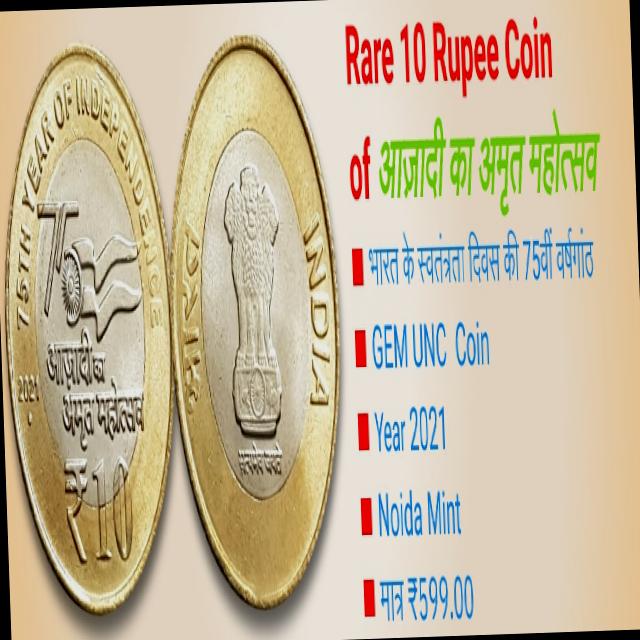 75TH YEAR OF INDEPENDENCE
75
आज़ादी का
अमृत महोत्सव
2021
₹10
भारत
INDIA
सत्यमेव जयते
Rare 10 Rupee Coin
of आज़ादी का अमृत महोत्सव
भारत के स्वतंत्रता दिवस की 75वीं वर्षगांठ
GEM UNC Coin
Year 2021
Noida Mint
मात्र ₹599.00